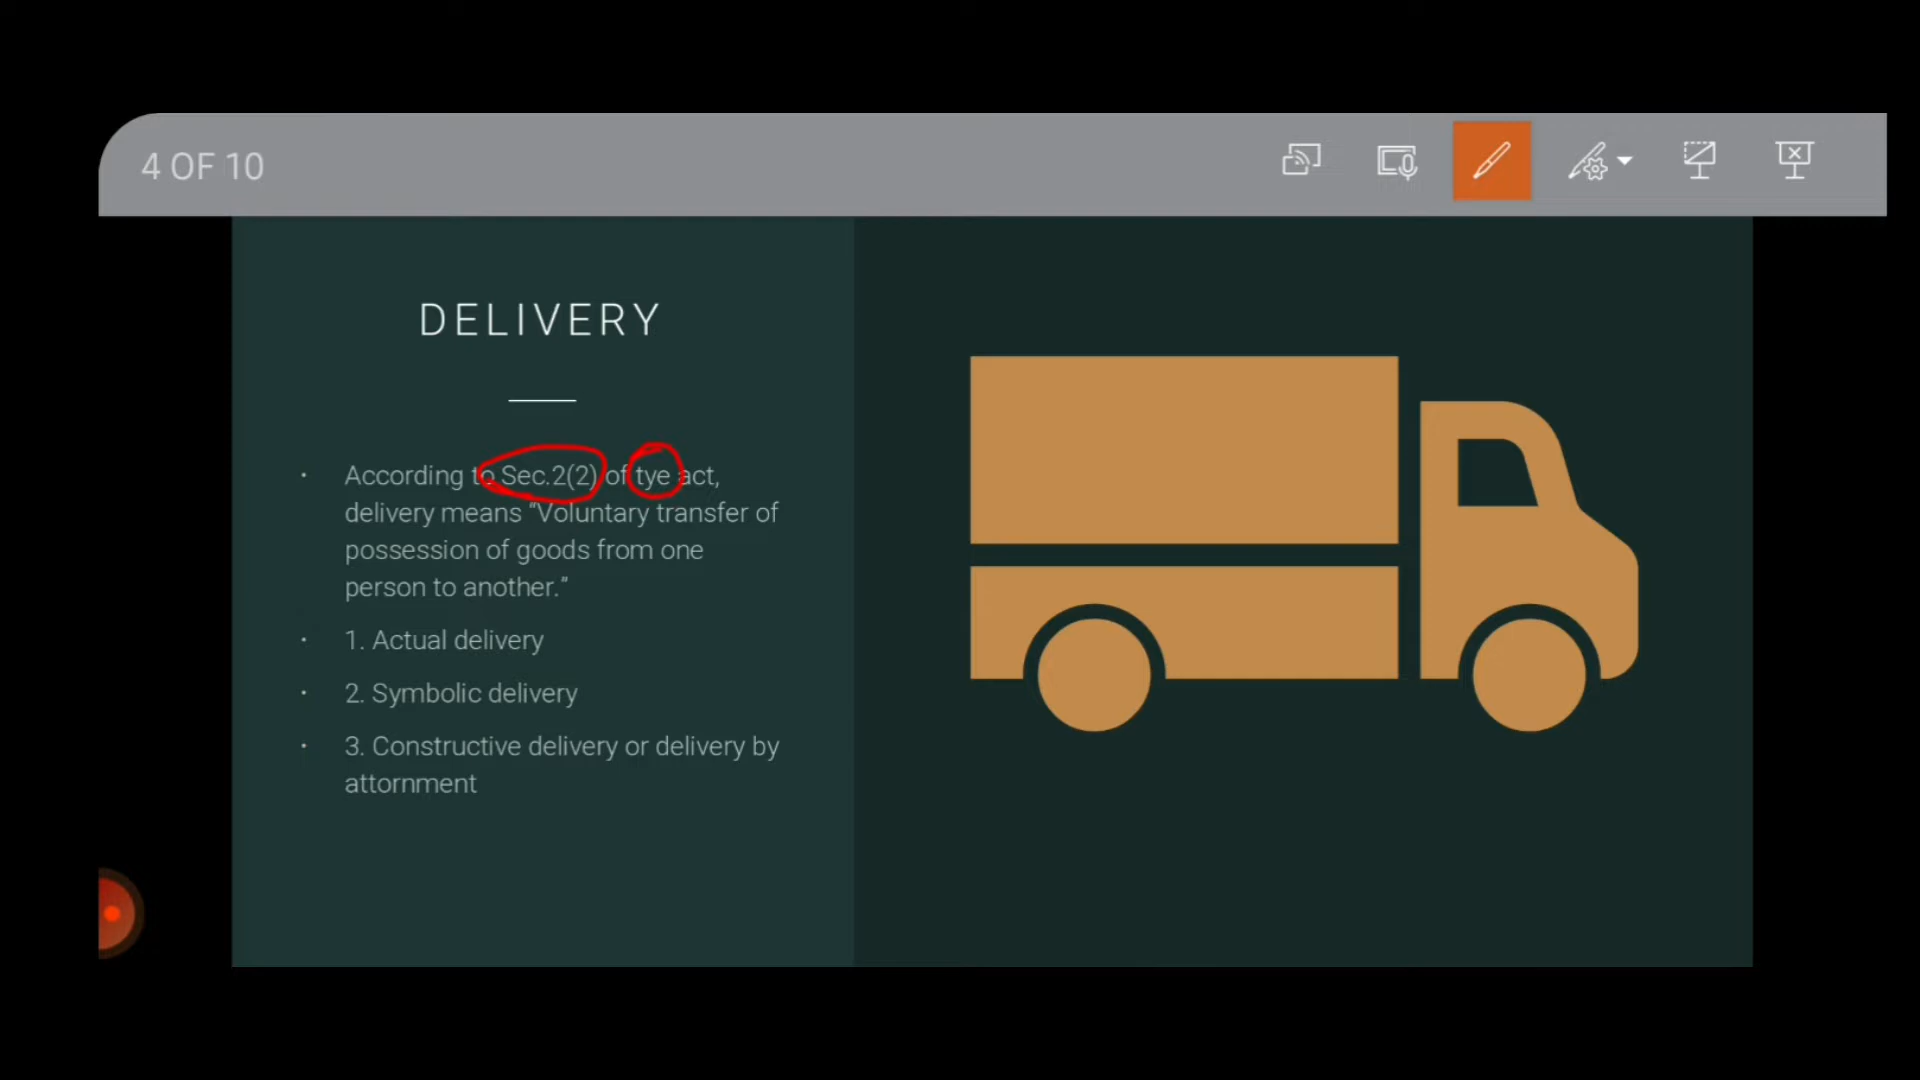 4 OF 10
DELIVERY
• According to Sec.2(2) of tye act,
delivery means "Voluntary transfer of
possession of goods from one
person to another."
• 1. Actual delivery
• 2. Symbolic delivery
• 3. Constructive delivery or delivery by
attornment